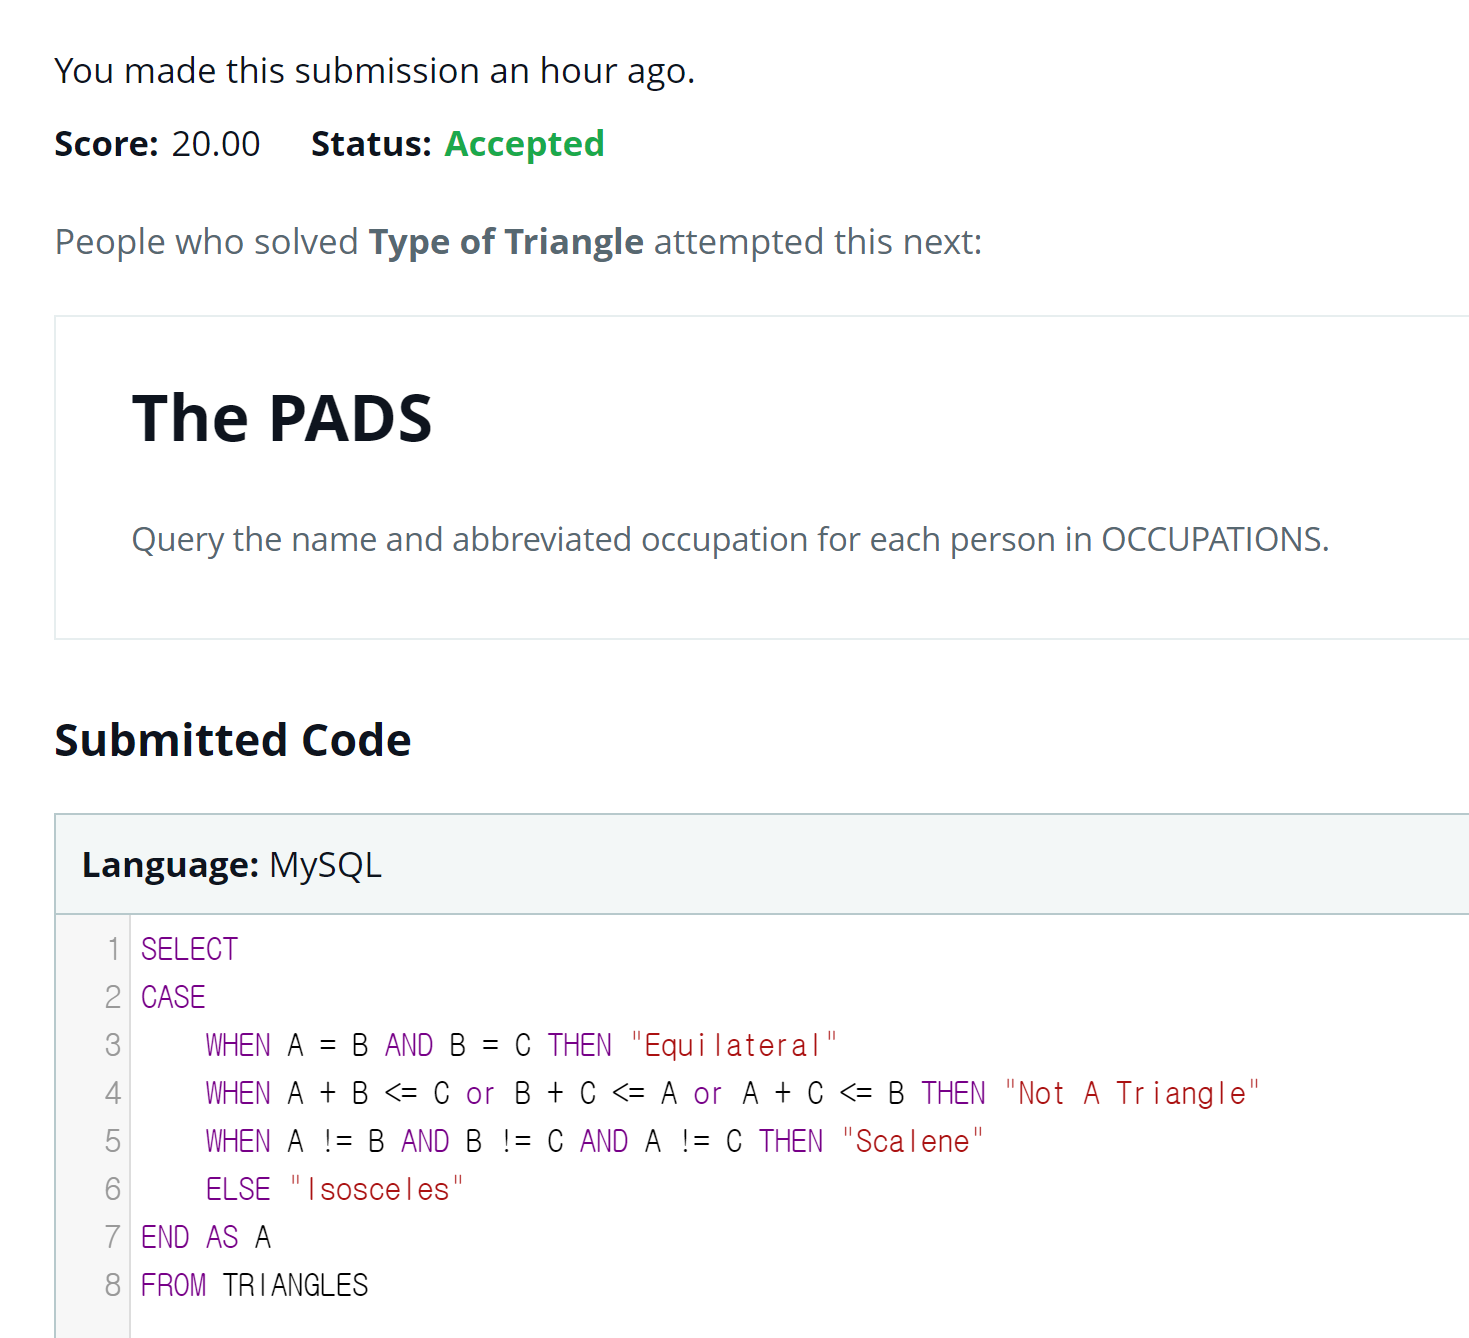 You made this submission an hour ago.
Score: 20.00 Status: Accepted
People who solved Type of Triangle attempted this next:
The PADS
Query the name and abbreviated occupation for each person in OCCUPATIONS.
Submitted Code
Language: MySQL
1 SELECT
2 CASE
3     WHEN A = B AND B = C THEN "Equilateral"
4     WHEN A + B <= C or B + C <= A or A + C <= B THEN "Not A Triangle"
5     WHEN A != B AND B != C AND A != C THEN "Scalene"
6     ELSE "Isosceles"
7 END AS A
8 FROM TRIANGLES